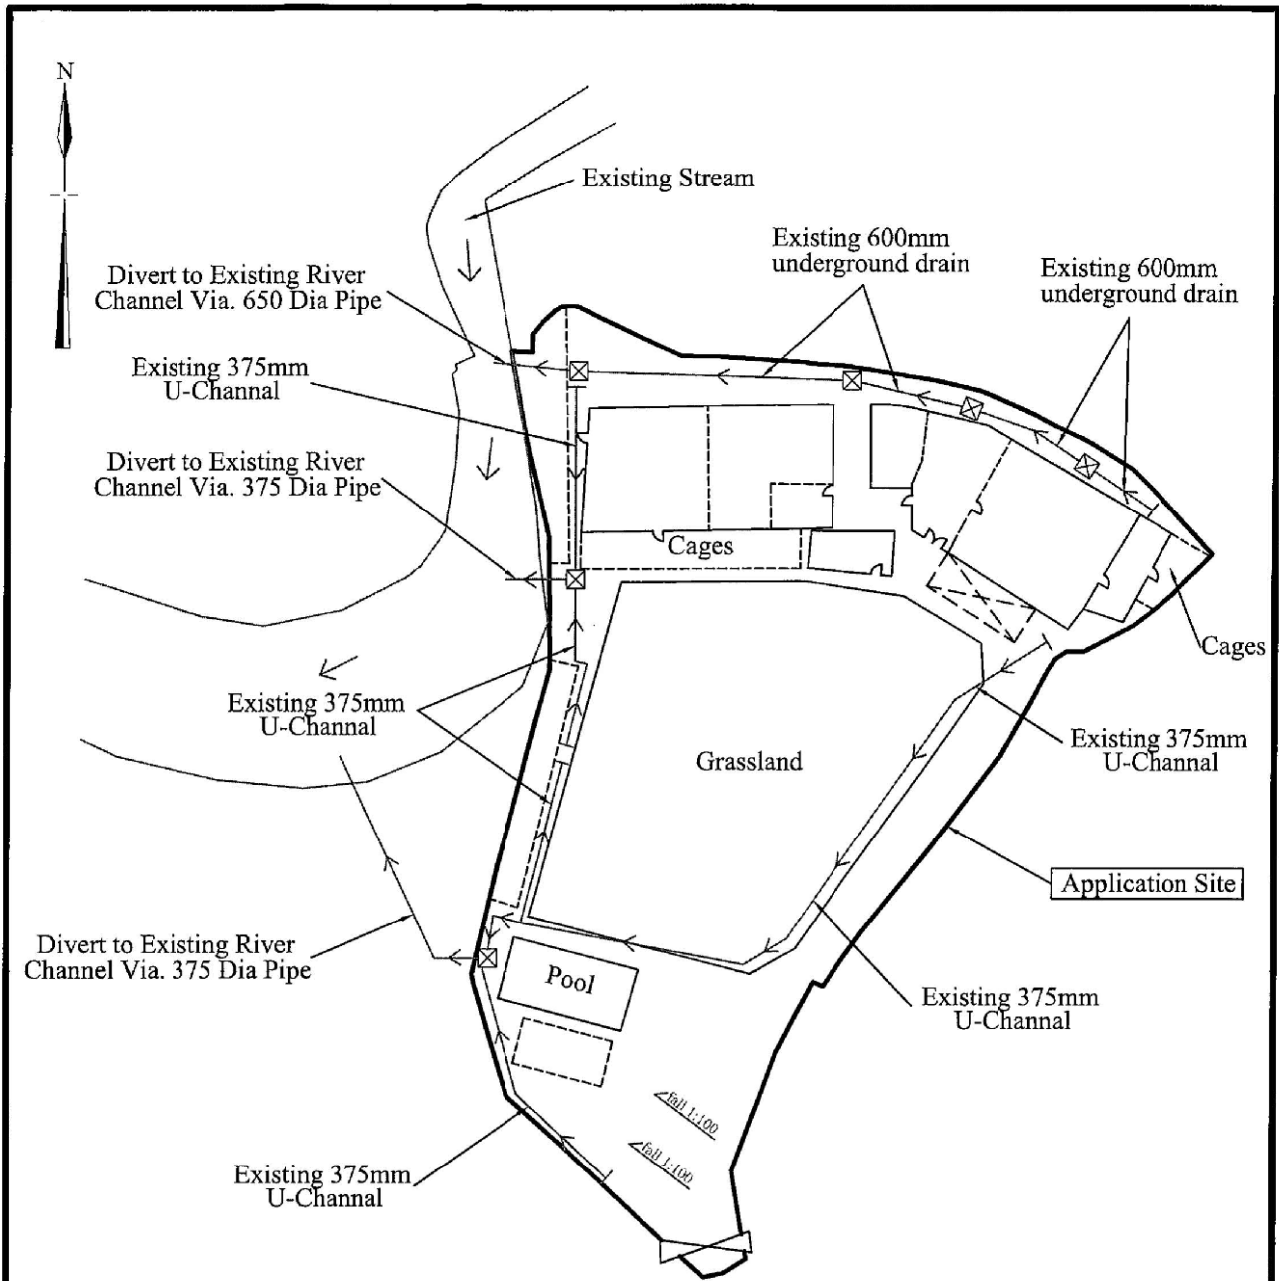 N
Existing Stream
Existing 600mm
underground drain
Existing 600mm
underground drain
Divert to Existing River
Channel Via. 650 Dia Pipe
Existing 375mm
U-Channal
Divert to Existing River
Channel Via. 375 Dia Pipe
Cages
Cages
Existing 375mm
U-Channal
Grassland
Existing 375mm
U-Channal
Application Site
Divert to Existing River
Channel Via. 375 Dia Pipe
Pool
Existing 375mm
U-Channal
fall 1:100
fall 1:100
Existing 375mm
U-Channal